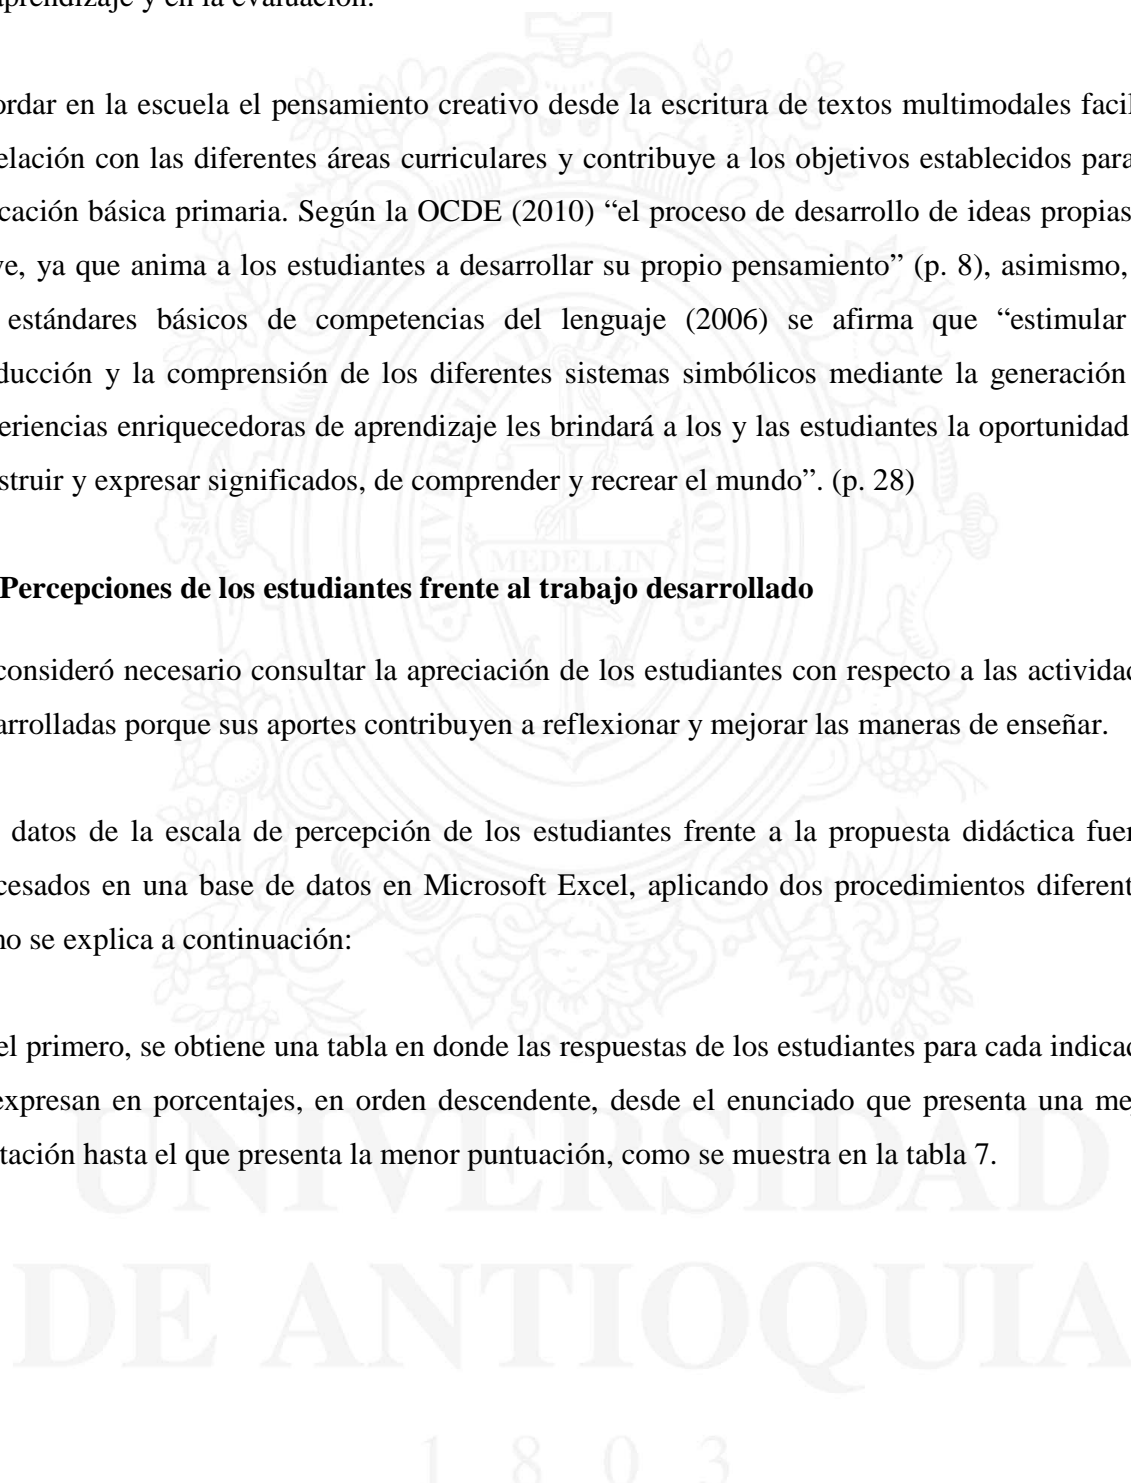 aprendizaje y en la evaluación.
ordar en la escuela el pensamiento creativo desde la escritura de textos multimodales facil
elación con las diferentes áreas curriculares y contribuye a los objetivos establecidos para
cación básica primaria. Según la OCDE (2010) “el proceso de desarrollo de ideas propias
ve, ya que anima a los estudiantes a desarrollar su propio pensamiento” (p. 8), asimismo,
estándares básicos de competencias del lenguaje (2006) se afirma que “estimular
ducción y la comprensión de los diferentes sistemas simbólicos mediante la generación
eriencias enriquecedoras de aprendizaje les brindará a los y las estudiantes la oportunidad
struir y expresar significados, de comprender y recrear el mundo”. (p. 28)
Percepciones de los estudiantes frente al trabajo desarrollado
consideró necesario consultar la apreciación de los estudiantes con respecto a las actividad
arrolladas porque sus aportes contribuyen a reflexionar y mejorar las maneras de enseñar.
datos de la escala de percepción de los estudiantes frente a la propuesta didáctica fuer
cesados en una base de datos en Microsoft Excel, aplicando dos procedimientos diferent
mo se explica a continuación:
el primero, se obtiene una tabla en donde las respuestas de los estudiantes para cada indicad
expresan en porcentajes, en orden descendente, desde el enunciado que presenta una mej
tación hasta el que presenta la menor puntuación, como se muestra en la tabla 7.
UNIVERSIDAD
DE ANTIOQUIA
1 8 0 3
UNIVERSIDAD DE ANTIOQUIA
MEDELLIN